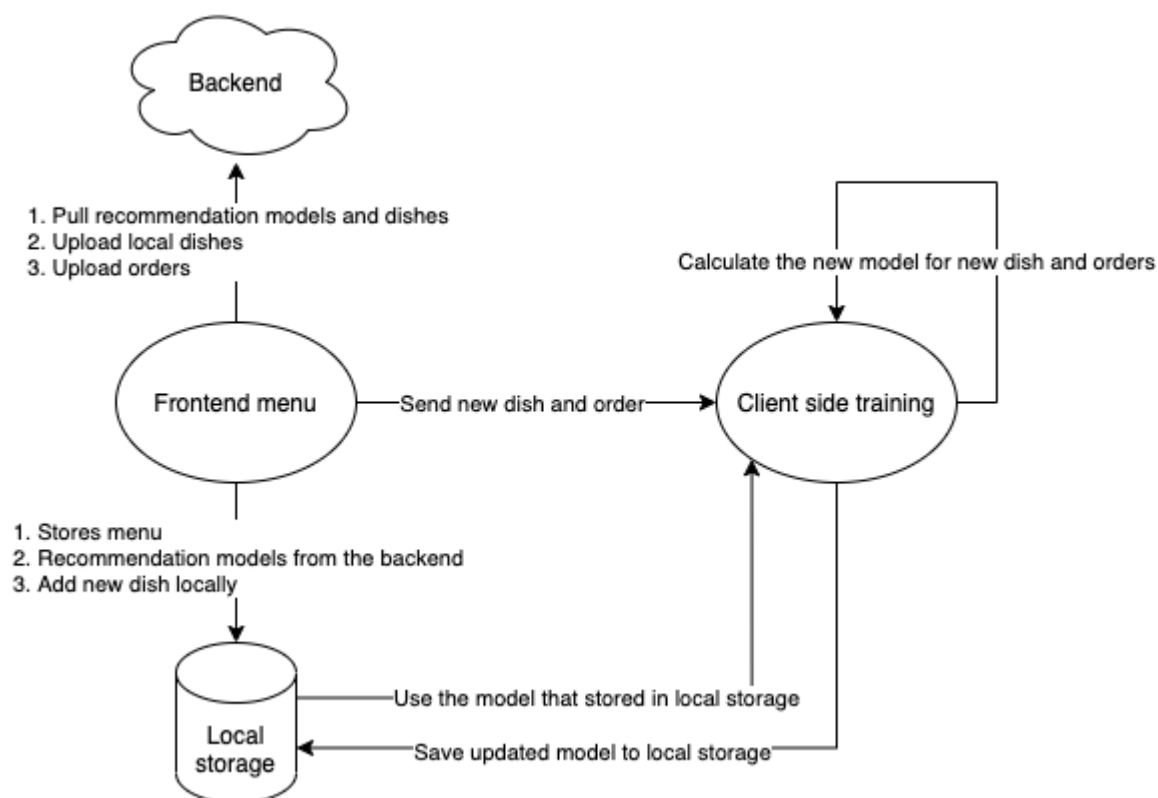 Backend
1. Pull recommendation models and dishes
2. Upload local dishes
3. Upload orders
Calculate the new model for new dish and orders
Frontend menu
Send new dish and order
Client side training
1. Stores menu
2. Recommendation models from the backend
3. Add new dish locally
Use the model that stored in local storage
Local
storage
Save updated model to local storage